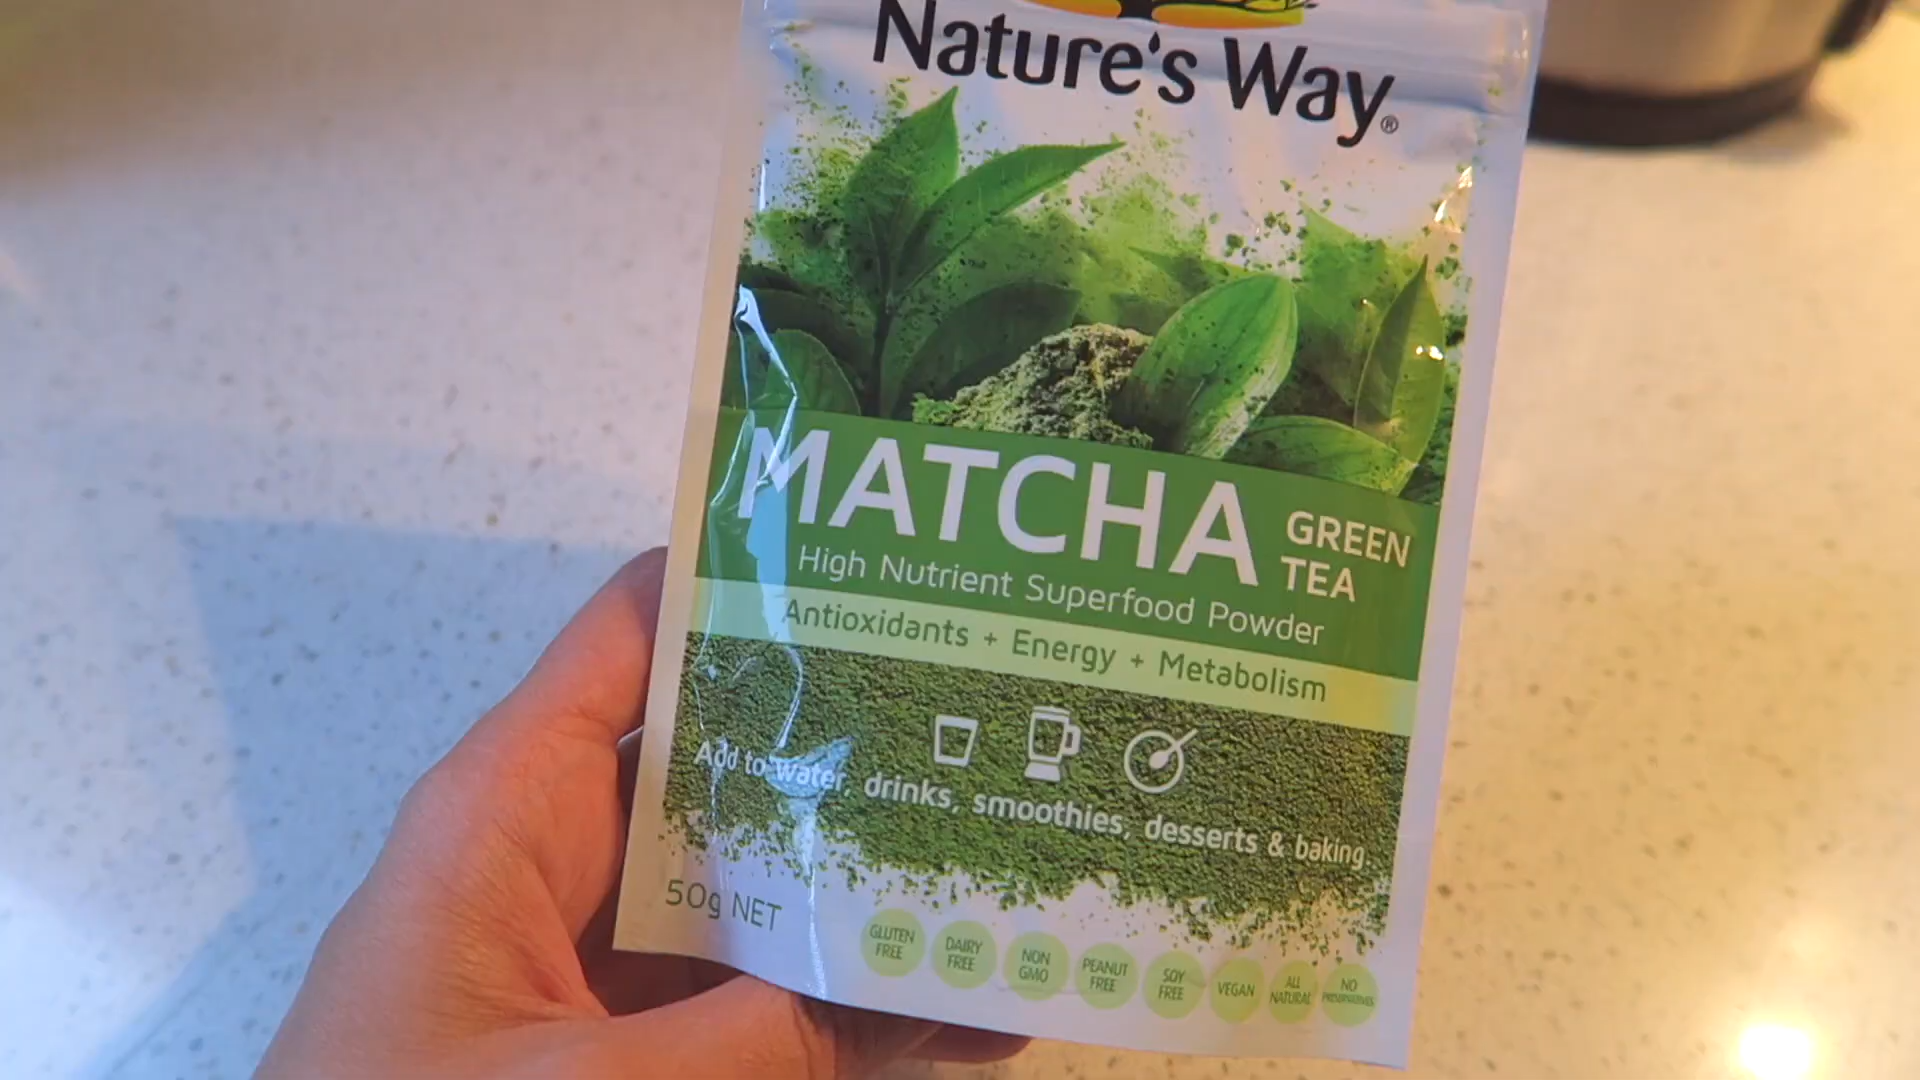 Nature's Way®
MATCHA GREEN TEA
High Nutrient Superfood Powder
Antioxidants + Energy + Metabolism
Add to water, drinks, smoothies, desserts & baking.
50g NET
GLUTEN FREE
DAIRY FREE
NON GMO
PEANUT FREE
SOY FREE
VEGAN
ALL NATURAL
NO PRESERVATIVES